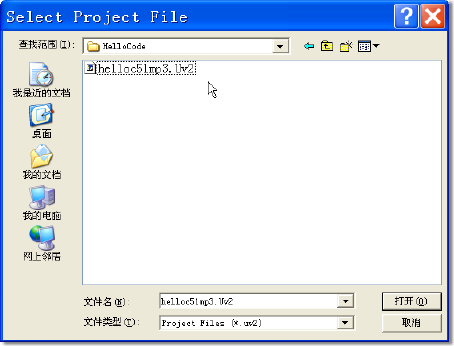 Select Project File
查找范围(I): HelloCode
helloc51mp3.Uv2
我最近的文档
桌面
我的文档
我的电脑
网上邻居
文件名(N): helloc51mp3.Uv2 打开(O)
文件类型(T): Project Files (*.uv2) 取消